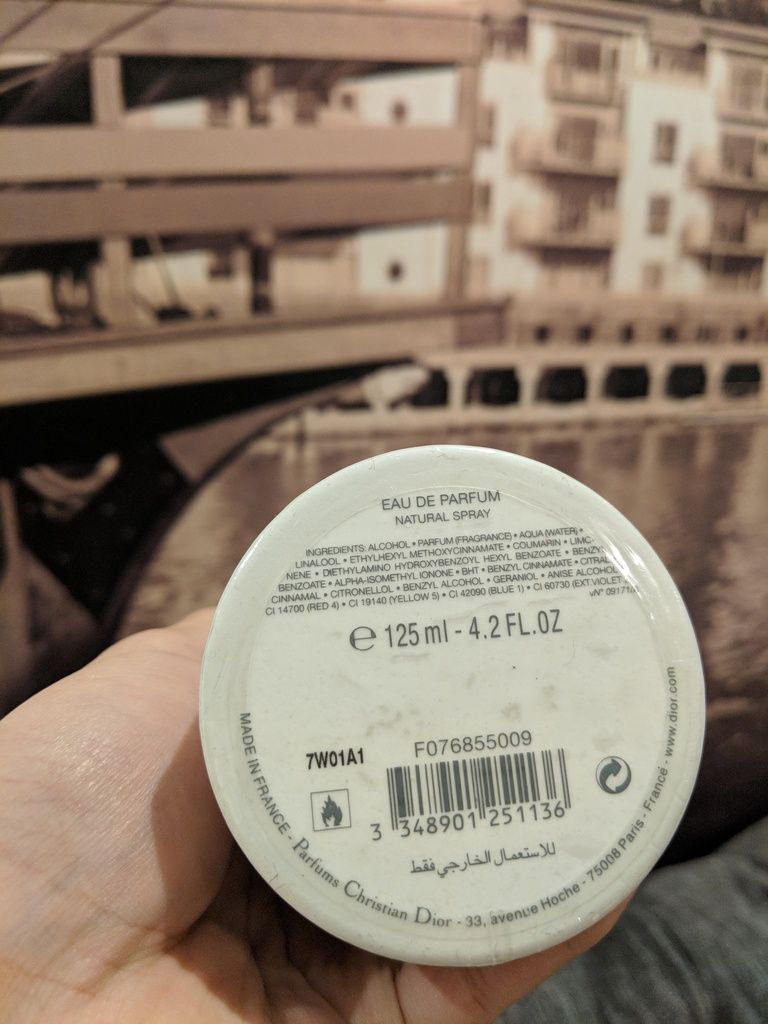 EAU DE PARFUM
NATURAL SPRAY
INGREDIENTS: ALCOHOL • PARFUM (FRAGRANCE) • AQUA (WATER) •
LINALOOL • ETHYLHEXYL METHOXYCINNAMATE • COUMARIN • LIMO-
NENE • DIETHYLAMINO HYDROXYBENZOYL HEXYL BENZOATE • BENZYL
BENZOATE • ALPHA-ISOMETHYL IONONE • BHT • BENZYL CINNAMATE • CITRAL
CINNAMAL • CITRONELLOL • BENZYL ALCOHOL • GERANIOL • ANISE ALCOHOL
CI 14700 (RED 4) • CI 19140 (YELLOW 5) • CI 42090 (BLUE 1) • CI 60730 (EXT.VIOLET
vN°
e 125 ml - 4.2 FL.OZ
7W01A1
F076855009
3 348901 251136
للاستعمال الخارجي فقط
MADE IN FRANCE - Parfums Christian Dior - 33, avenue Hoche - 75008 Paris - France - www.dior.com